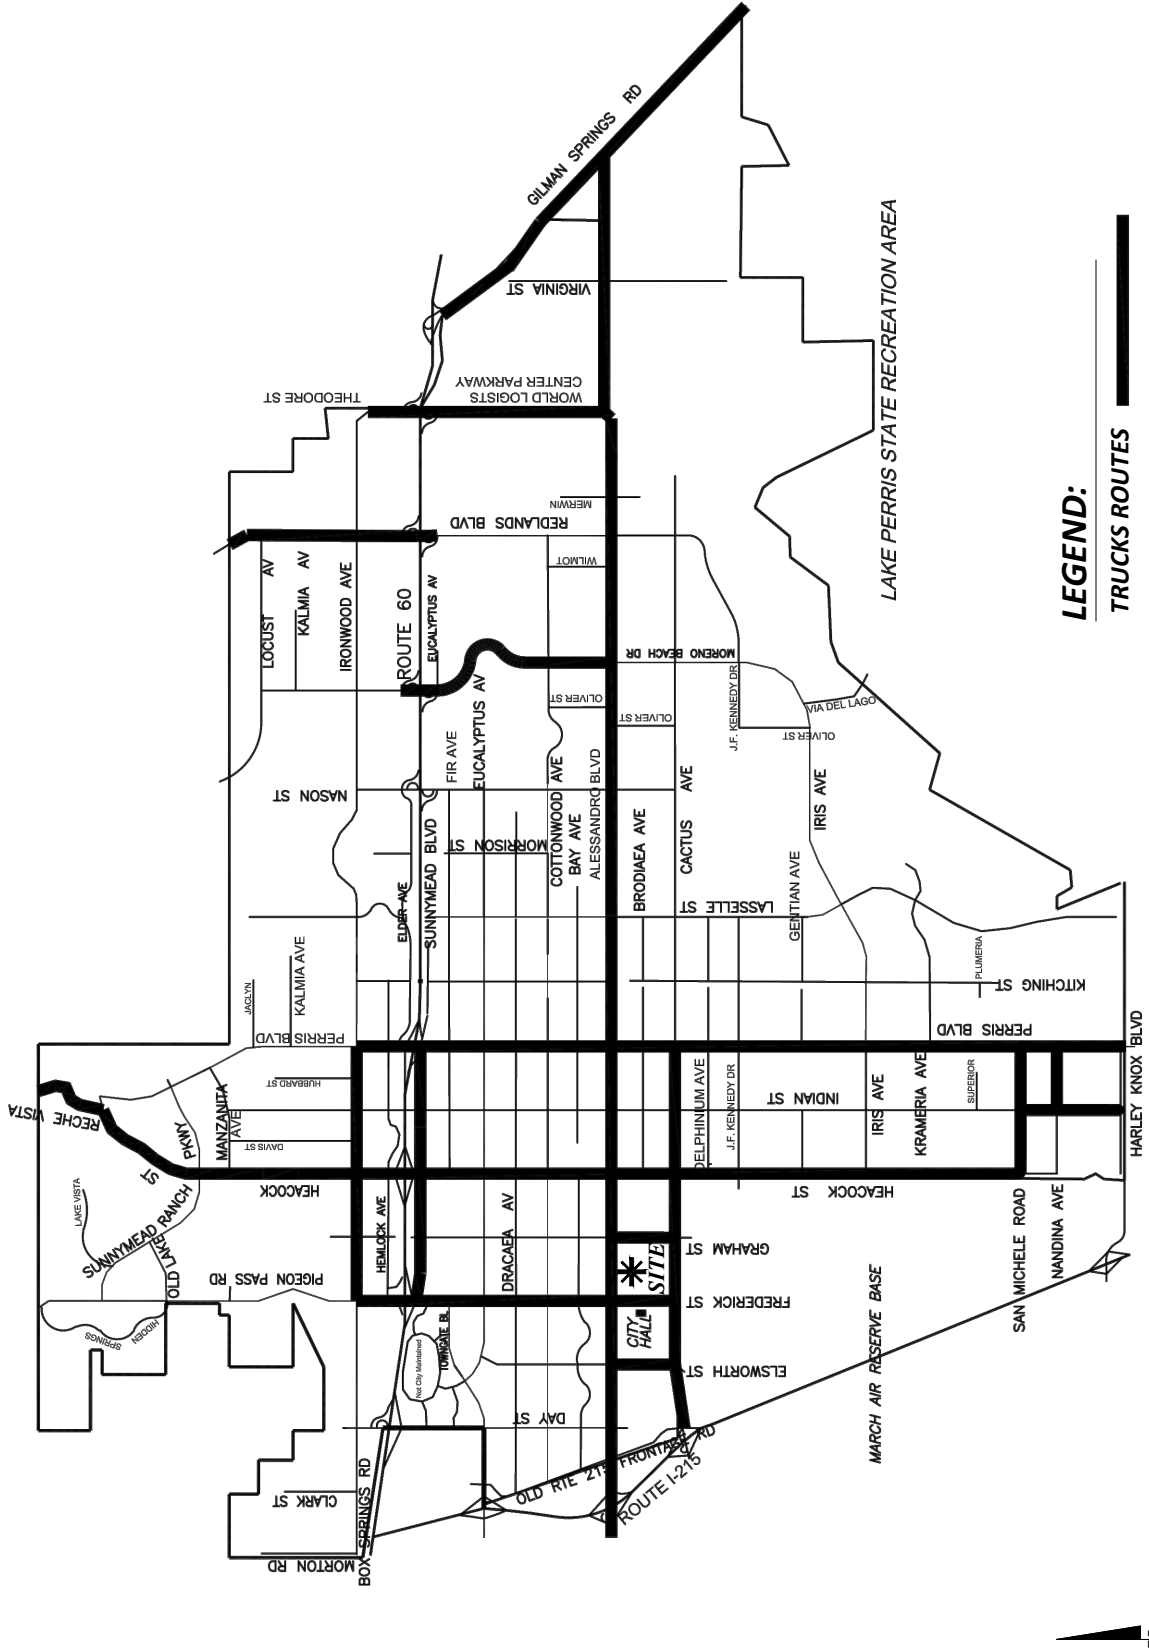 GILMAN SPRINGS RD
VIRGINIA ST
THEODORE ST
WORLD LOGISTS
CENTER PARKWAY
MERWIN
REDLANDS BLVD
WILMOT
LOCUST AV
KALMIA AV
IRONWOOD AVE
ROUTE 60
EUCALYPTUS AV
MORENO BEACH DR
J.F. KENNEDY DR
OLIVER ST
OLIVER ST
OLIVER ST
VIA DEL LAGO
LAKE PERRIS STATE RECREATION AREA
LEGEND:
TRUCKS ROUTES
FIR AVE
EUCALYPTUS AV
NASON ST
MORRISON ST
COTTONWOOD AVE
BAY AVE
ALESSANDRO BLVD
BRODIAEA AVE
CACTUS AVE
IRIS AVE
GENTIAN AVE
ELDER AVE
SUNNYMEAD BLVD
LASSELLE ST
JACLYN
KALMIA AVE
PLUMERIA
KITCHING ST
PERRIS BLVD
PERRIS BLVD
RECHE VISTA
HUBBARD ST
MANZANITA
AVE
PKWY
DAVIS ST
DELPHINIUM AVE
J.F. KENNEDY DR
INDIAN ST
IRIS AVE
KRAMERIA AVE
SUPERIOR
HARLEY KNOX BLVD
ST
HEACOCK
HEACOCK ST
LAKE VISTA
SUNNYMEAD RANCH
OLD LAKE
PIGEON PASS RD
HEMLOCK AVE
DRACAEA AV
SITE
GRAHAM ST
SAN MICHELE ROAD
NANDINA AVE
HIDDEN
SPRINGS
Not City Maintained
TOWNGATE BL
CITY
HALL
FREDERICK ST
ELSWORTH ST
MARCH AIR RESERVE BASE
DAY ST
OLD RTE 215 FRONTAGE RD
ROUTE I-215
CLARK ST
MORTON RD
BOX SPRINGS RD